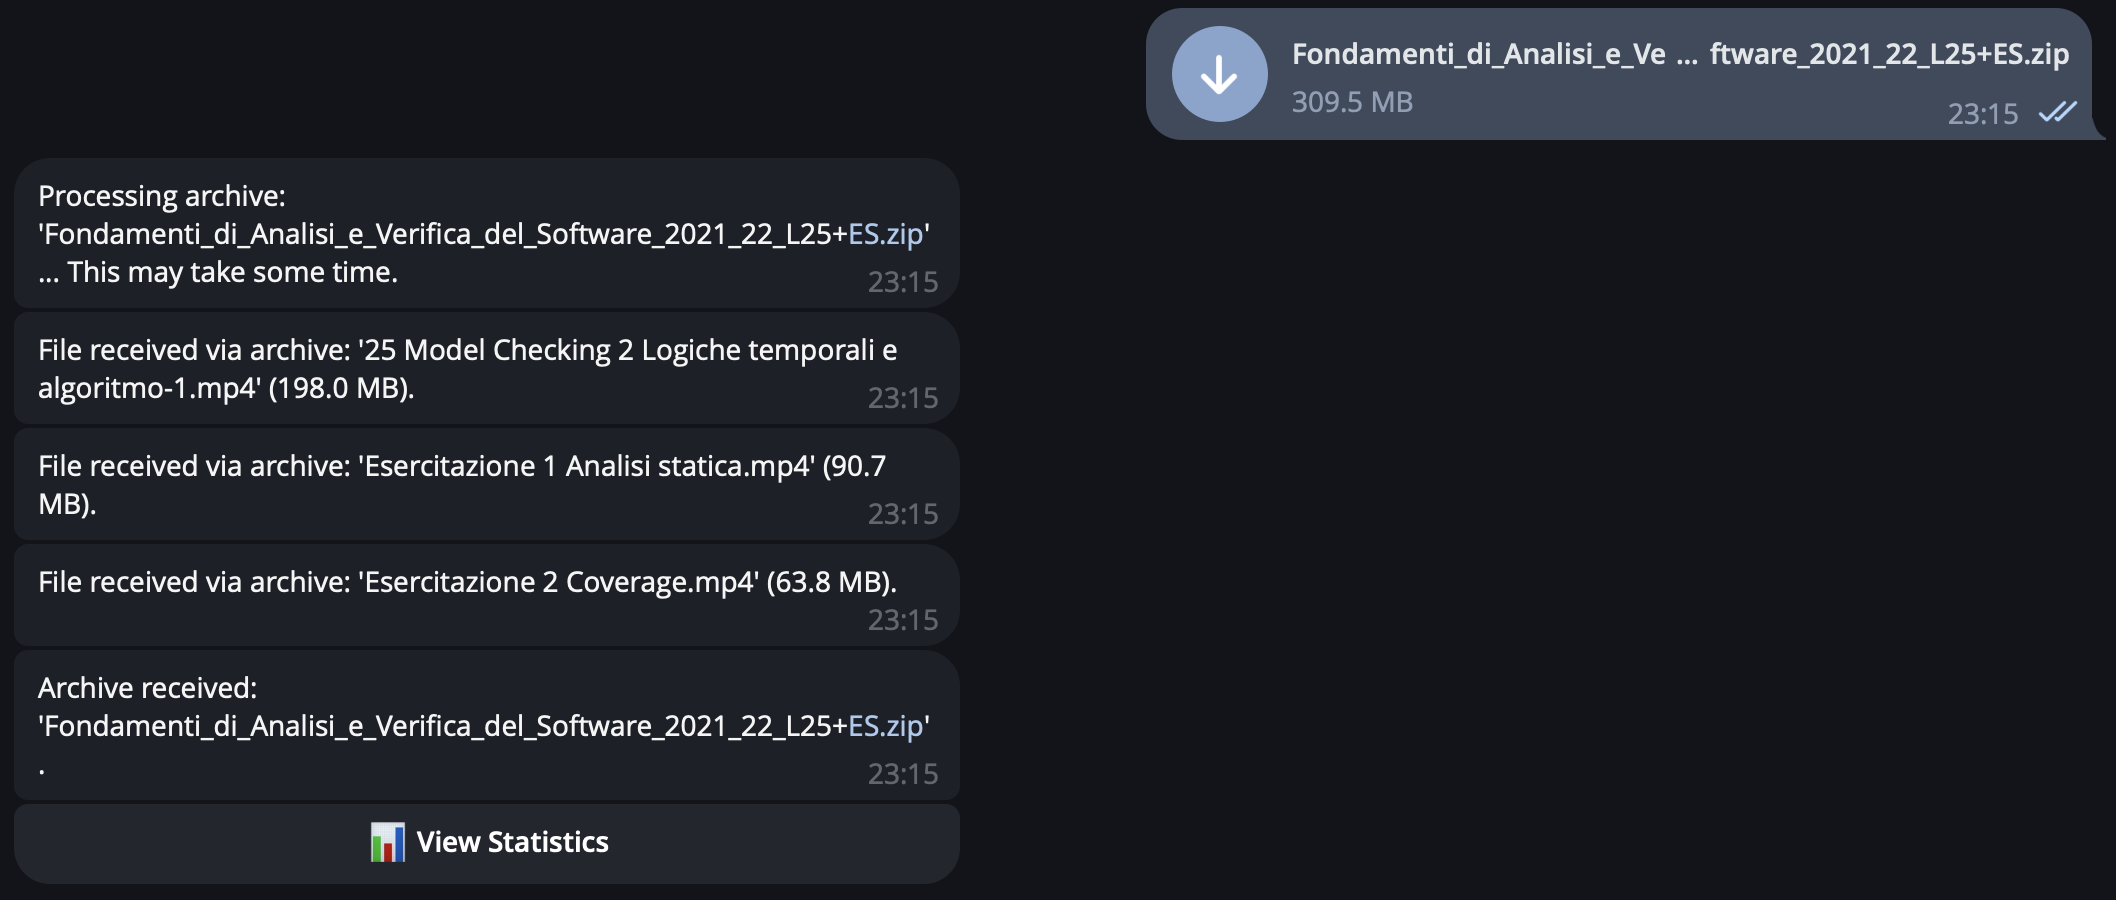 Fondamenti_di_Analisi_e_Ve ... ftware_2021_22_L25+ES.zip
309.5 MB
23:15
Processing archive:
'Fondamenti_di_Analisi_e_Verifica_del_Software_2021_22_L25+ES.zip'
... This may take some time.
23:15
File received via archive: '25 Model Checking 2 Logiche temporali e
algoritmo-1.mp4' (198.0 MB).
23:15
File received via archive: 'Esercitazione 1 Analisi statica.mp4' (90.7
MB).
23:15
File received via archive: 'Esercitazione 2 Coverage.mp4' (63.8 MB).
23:15
Archive received:
'Fondamenti_di_Analisi_e_Verifica_del_Software_2021_22_L25+ES.zip'
.
23:15
View Statistics